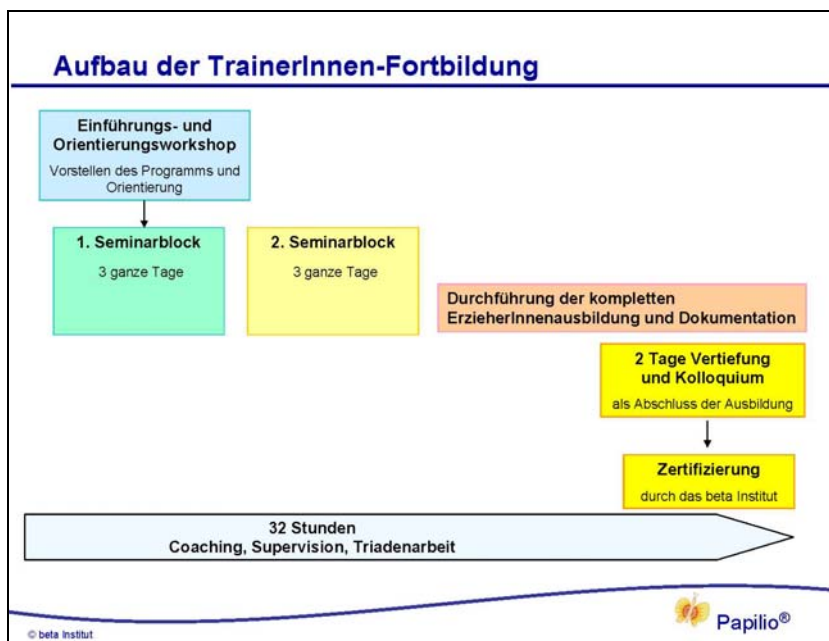 Aufbau der TrainerInnen-Fortbildung
Einführungs- und
Orientierungsworkshop
Vorstellen des Programms und
Orientierung
1. Seminarblock
3 ganze Tage
2. Seminarblock
3 ganze Tage
Durchführung der kompletten
ErzieherInnenausbildung und Dokumentation
2 Tage Vertiefung
und Kolloquium
als Abschluss der Ausbildung
Zertifizierung
durch das beta Institut
32 Stunden
Coaching, Supervision, Triadenarbeit
© beta Institut
Papilio®